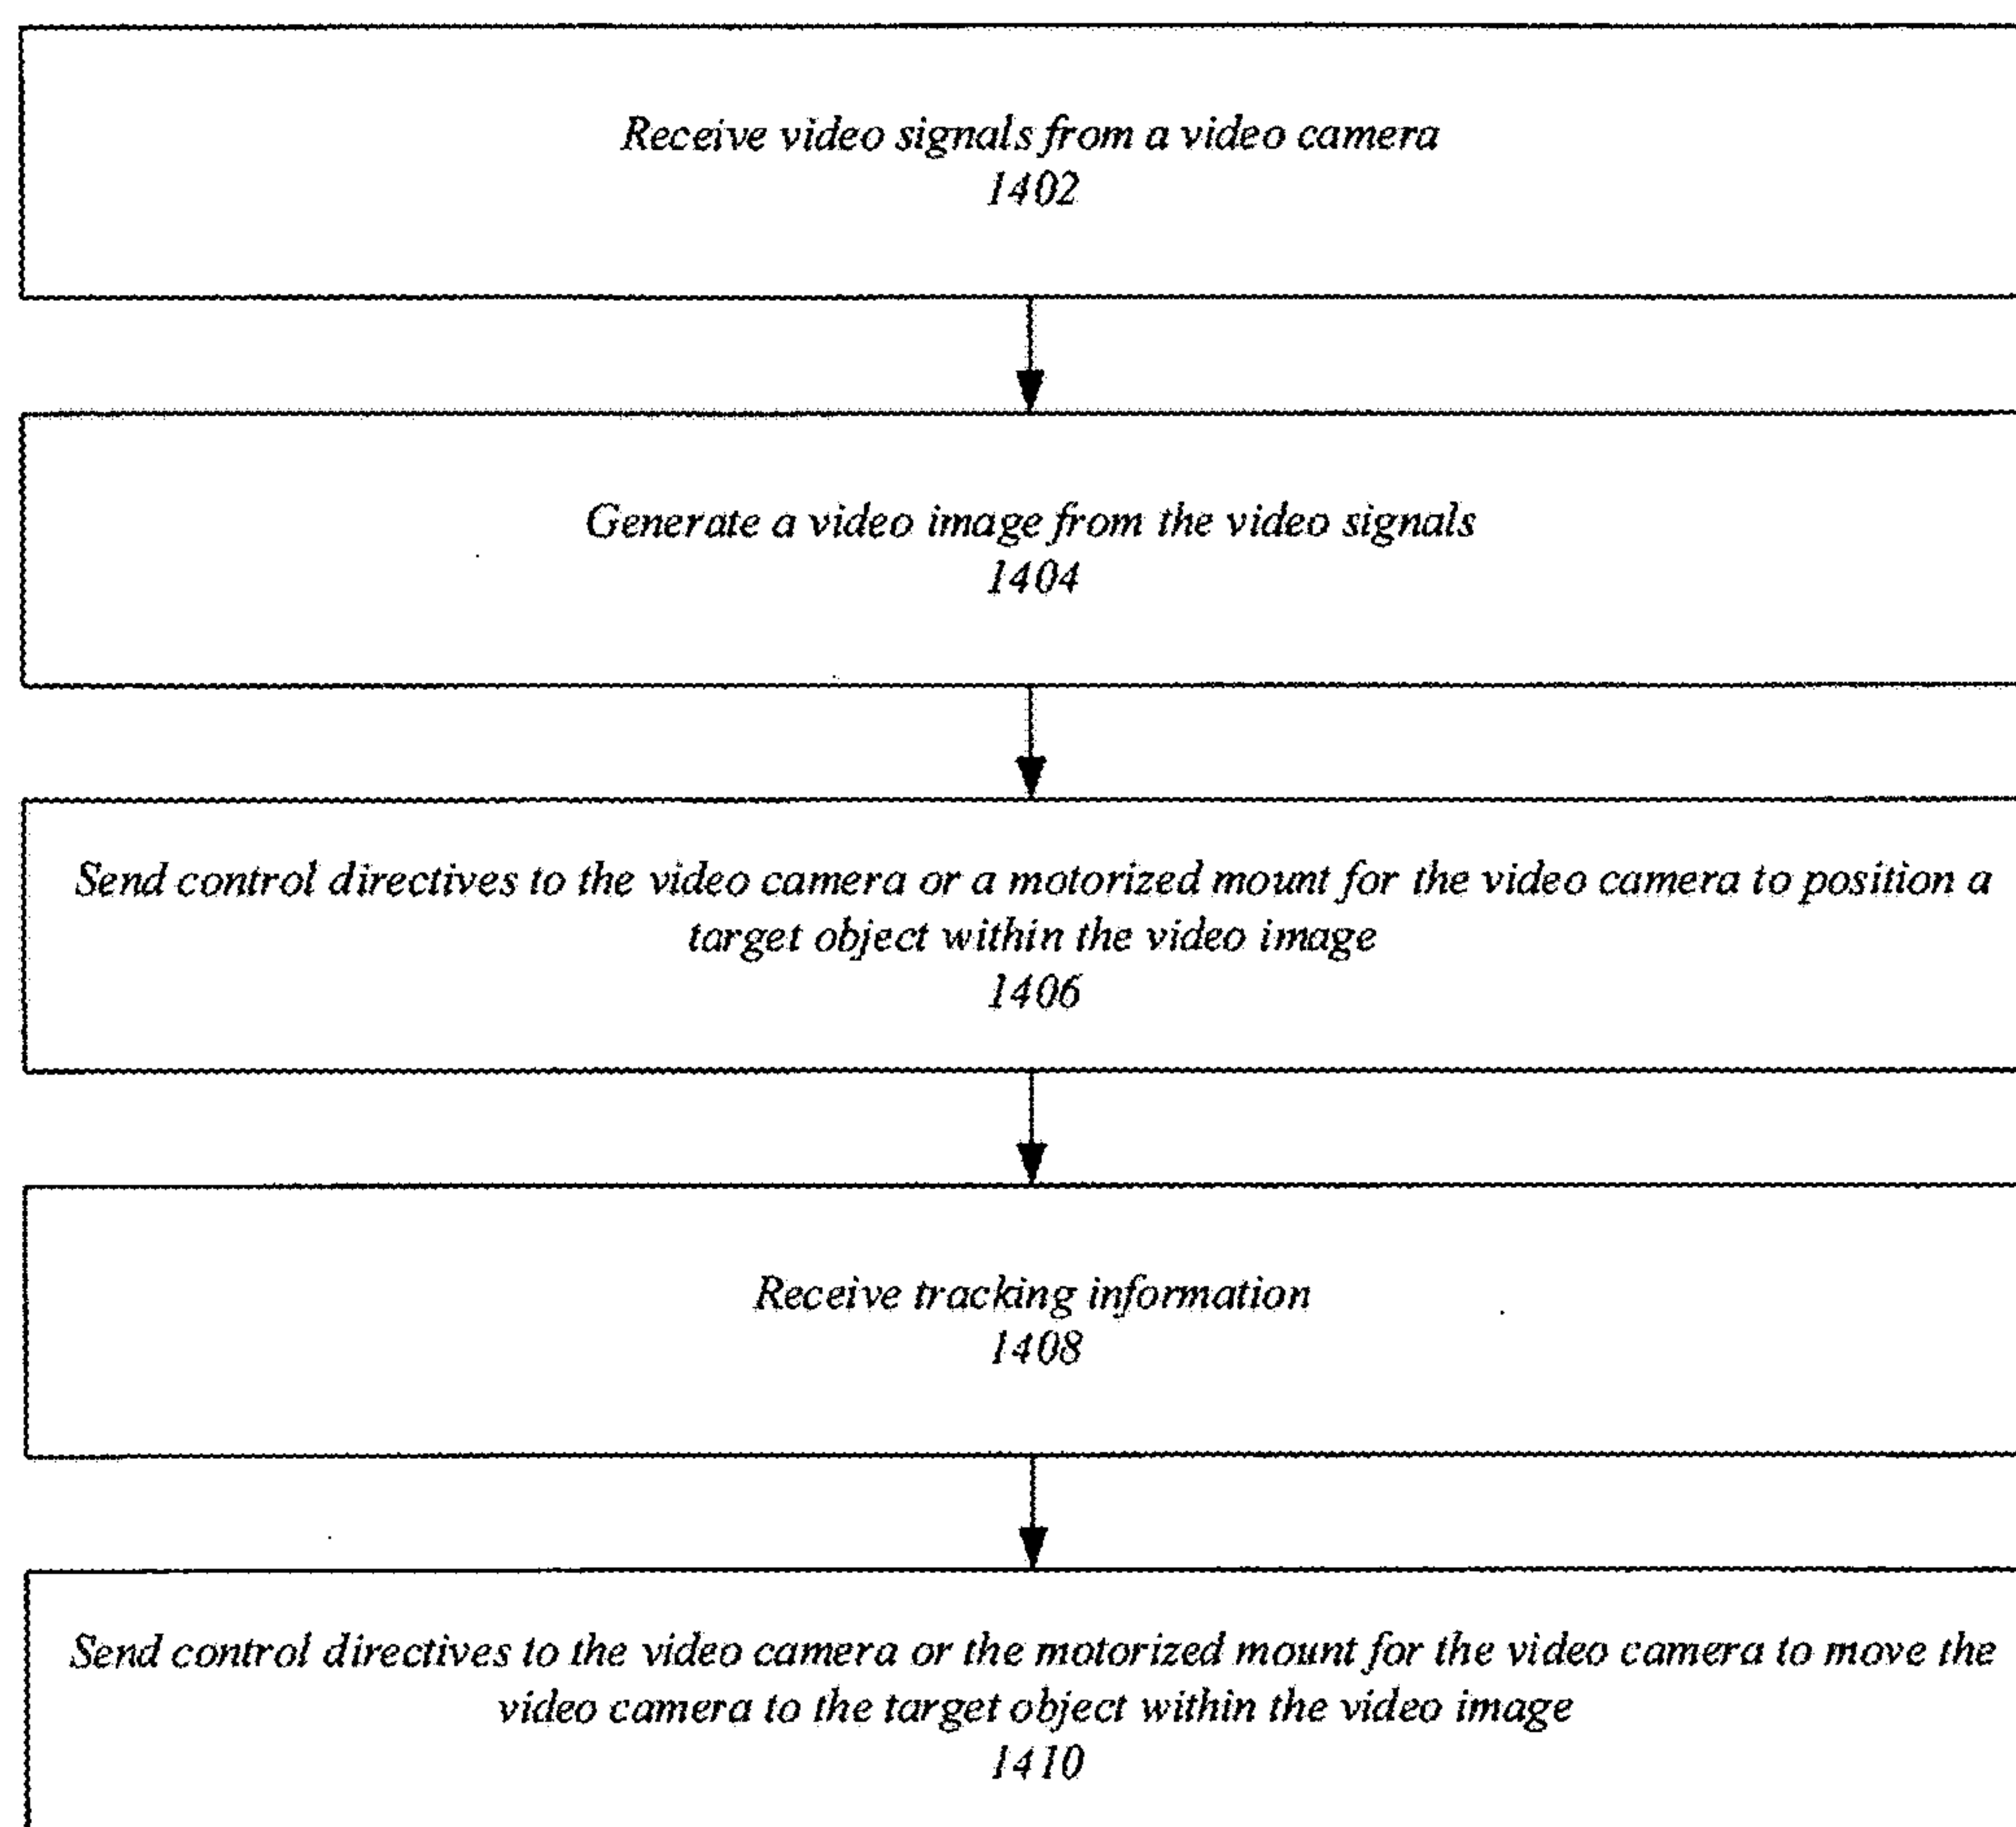 Receive video signals from a video camera
1402
Generate a video image from the video signals
1404
Send control directives to the video camera or a motorized mount for the video camera to position a
target object within the video image
1406
Receive tracking information
1408
Send control directives to the video camera or the motorized mount for the video camera to move the
video camera to the target object within the video image
1410